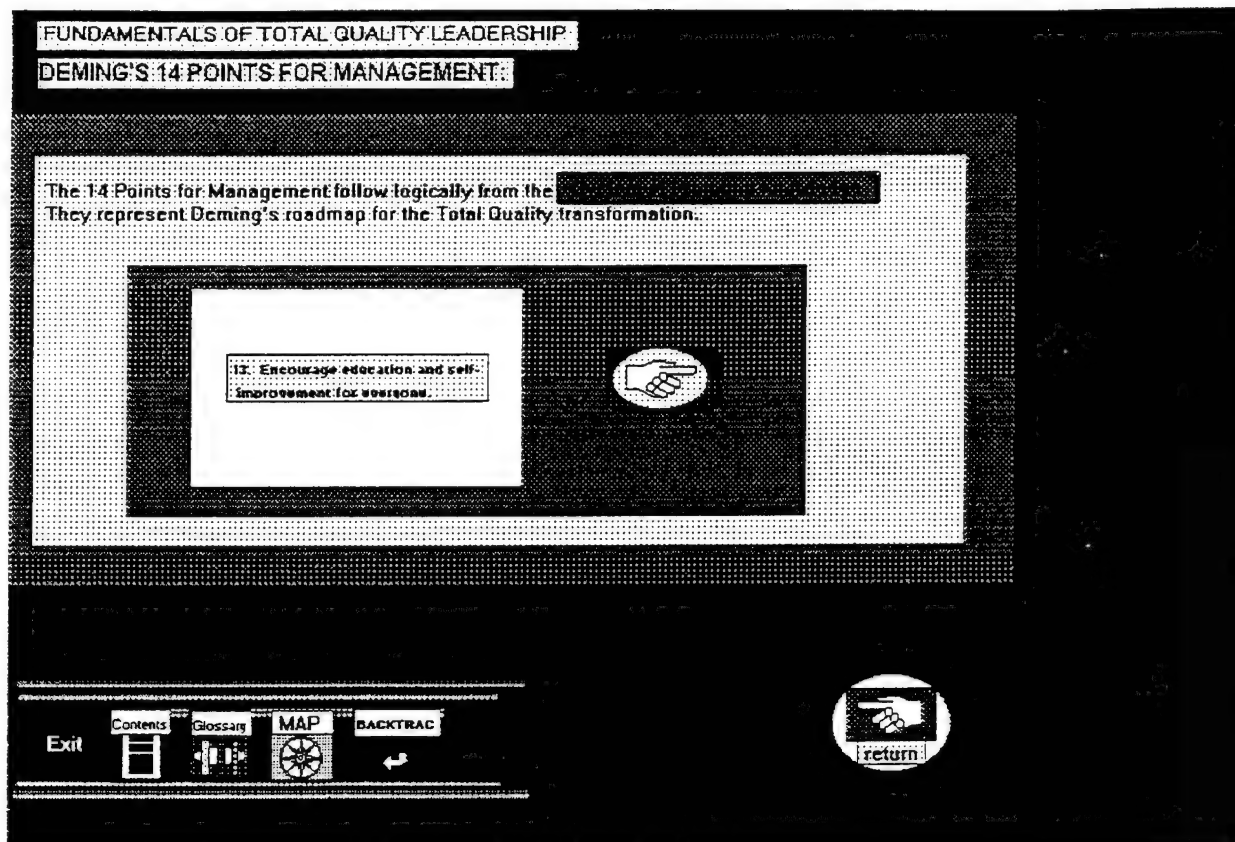 FUNDAMENTALS OF TOTAL QUALITY LEADERSHIP
DEMING'S 14 POINTS FOR MANAGEMENT:
The 14 Points for Management follow logically from the
They represent Deming's roadmap for the Total Quality transformation.
13. Encourage education and self-
improvement for everyone.
Exit
Contents
Glossary
MAP
BACKTRAC
return